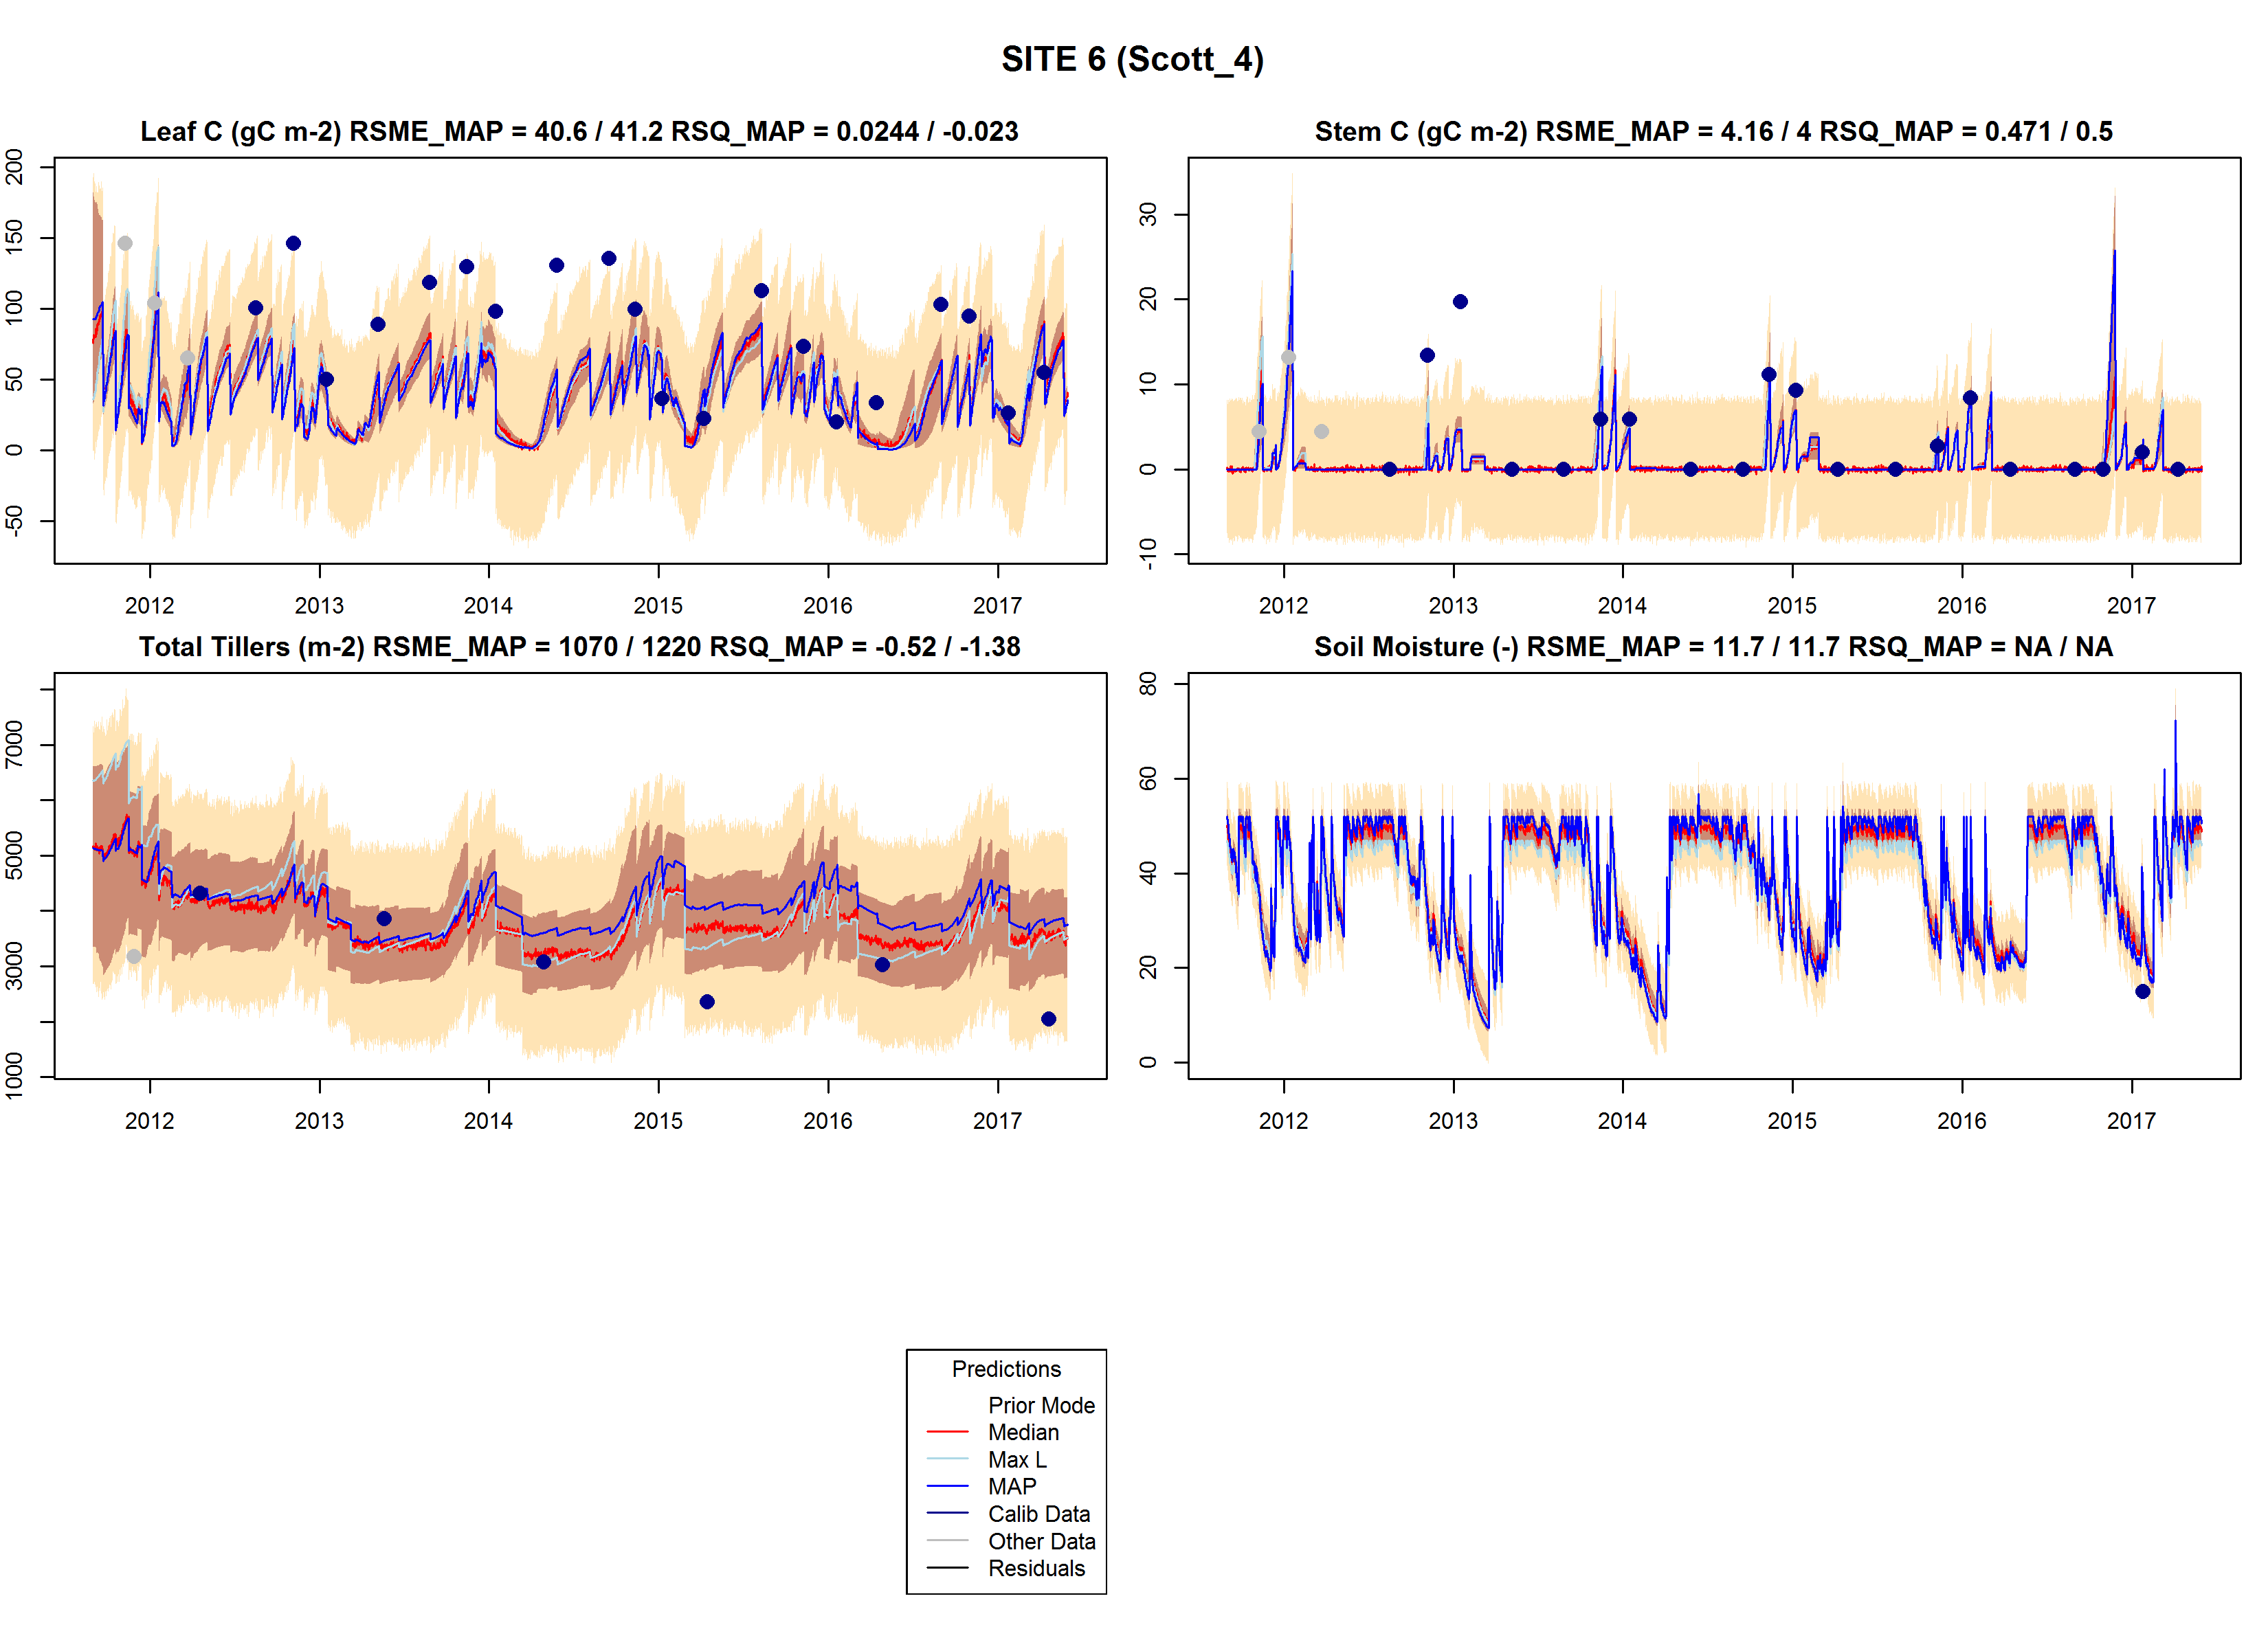 SITE 6 (Scott_4)
Leaf C (gC m-2) RSME_MAP = 40.6 / 41.2 RSQ_MAP = 0.0244 / -0.023
200
150
100
50
0
-50
2012 2013 2014 2015 2016 2017
Stem C (gC m-2) RSME_MAP = 4.16 / 4 RSQ_MAP = 0.471 / 0.5
30
20
10
0
-10
2012 2013 2014 2015 2016 2017
Total Tillers (m-2) RSME_MAP = 1070 / 1220 RSQ_MAP = -0.52 / -1.38
7000
5000
3000
1000
2012 2013 2014 2015 2016 2017
Soil Moisture (-) RSME_MAP = 11.7 / 11.7 RSQ_MAP = NA / NA
80
60
40
20
0
2012 2013 2014 2015 2016 2017
Predictions
Prior Mode
Median
Max L
MAP
Calib Data
Other Data
Residuals